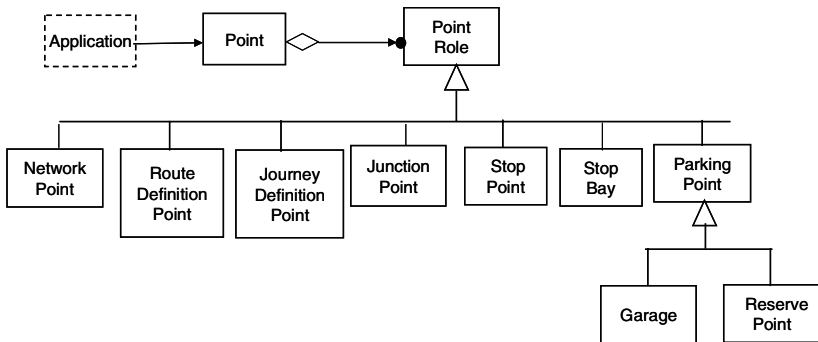 Application
Point
Point
Role
Network
Point
Route
Definition
Point
Journey
Definition
Point
Junction
Point
Stop
Point
Stop
Bay
Parking
Point
Garage
Reserve
Point